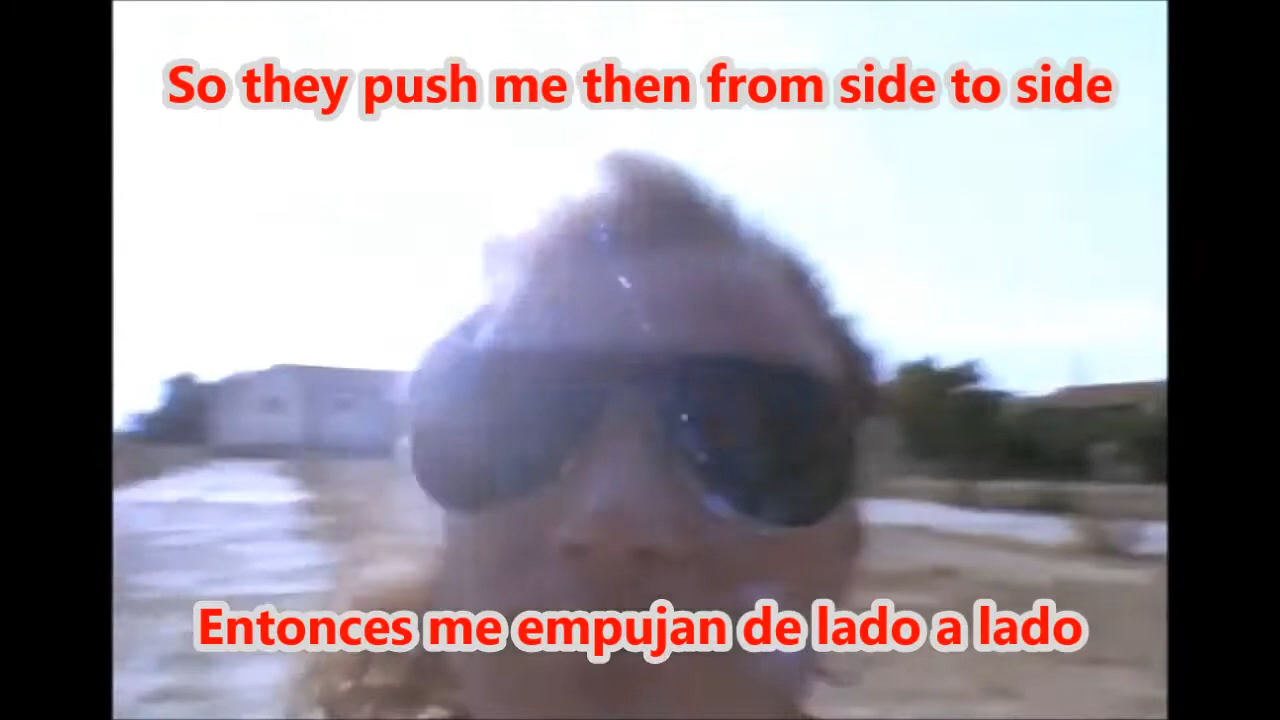 So they push me then from side to side
Entonces me empujan de lado a lado